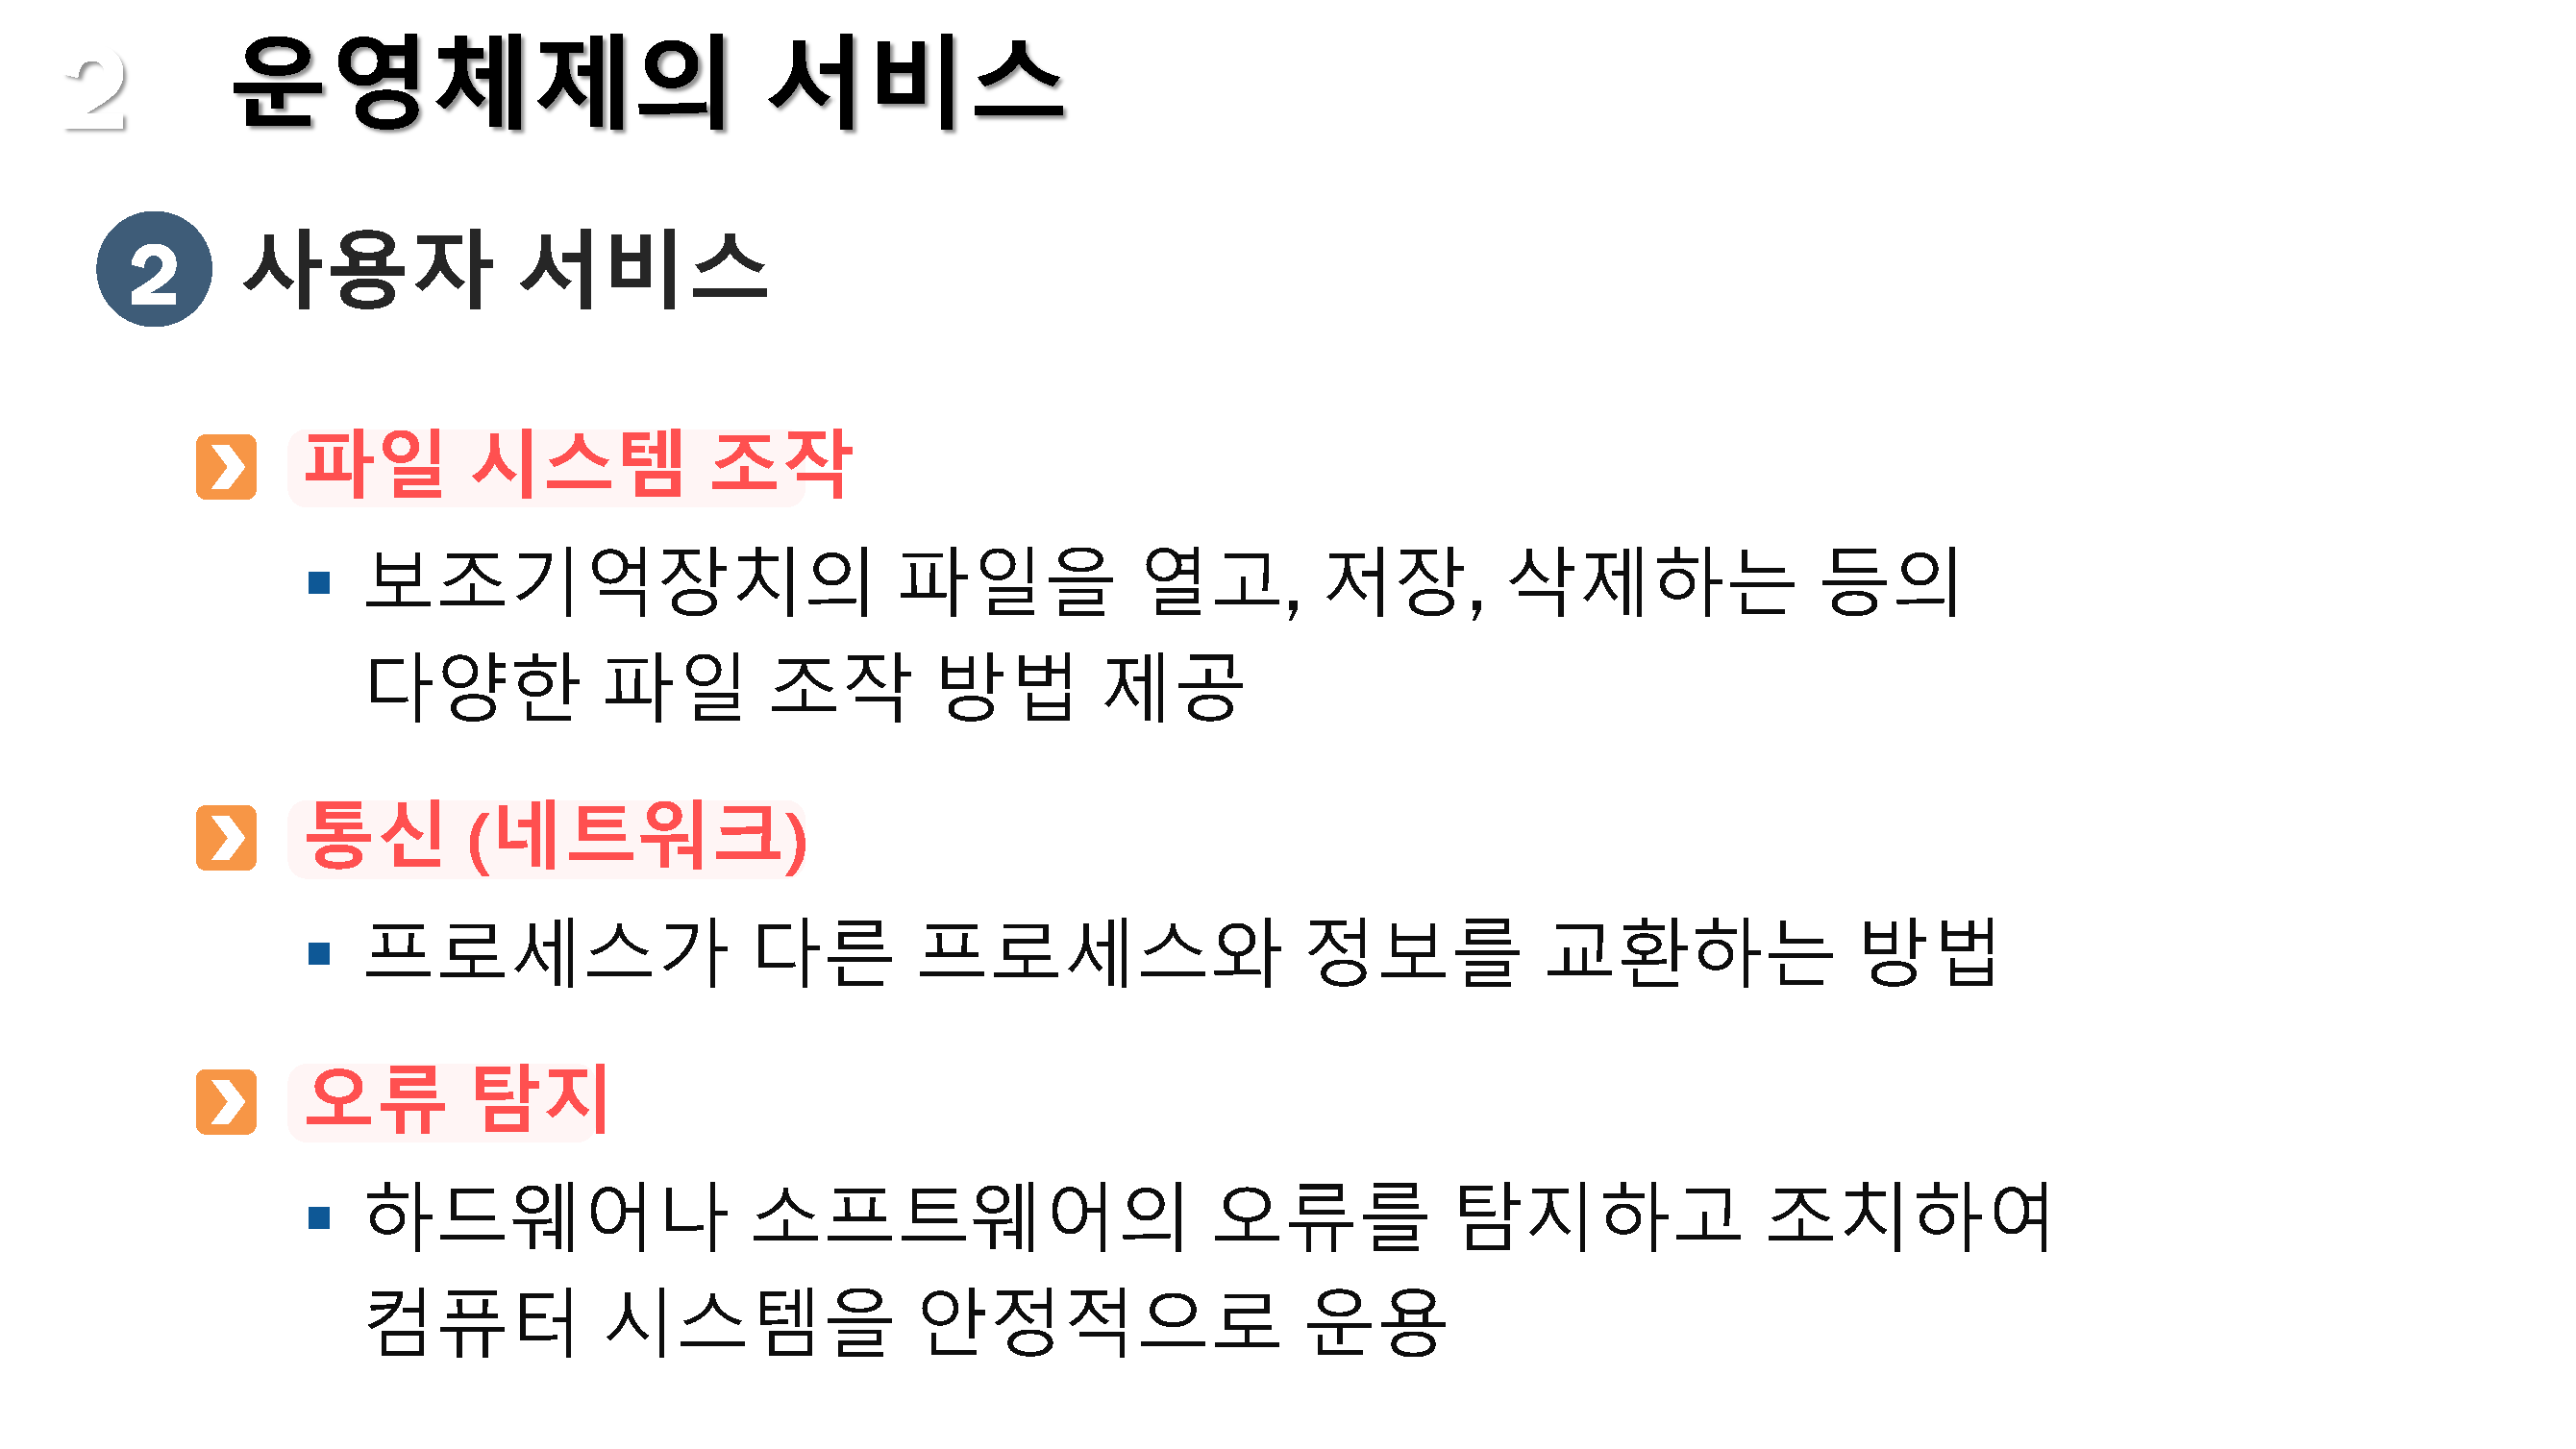 2 운영체제의 서비스
2 사용자 서비스
파일 시스템 조작
▪ 보조기억장치의 파일을 열고, 저장, 삭제하는 등의
다양한 파일 조작 방법 제공
통신 (네트워크)
▪ 프로세스가 다른 프로세스와 정보를 교환하는 방법
오류 탐지
▪ 하드웨어나 소프트웨어의 오류를 탐지하고 조치하여
컴퓨터 시스템을 안정적으로 운용